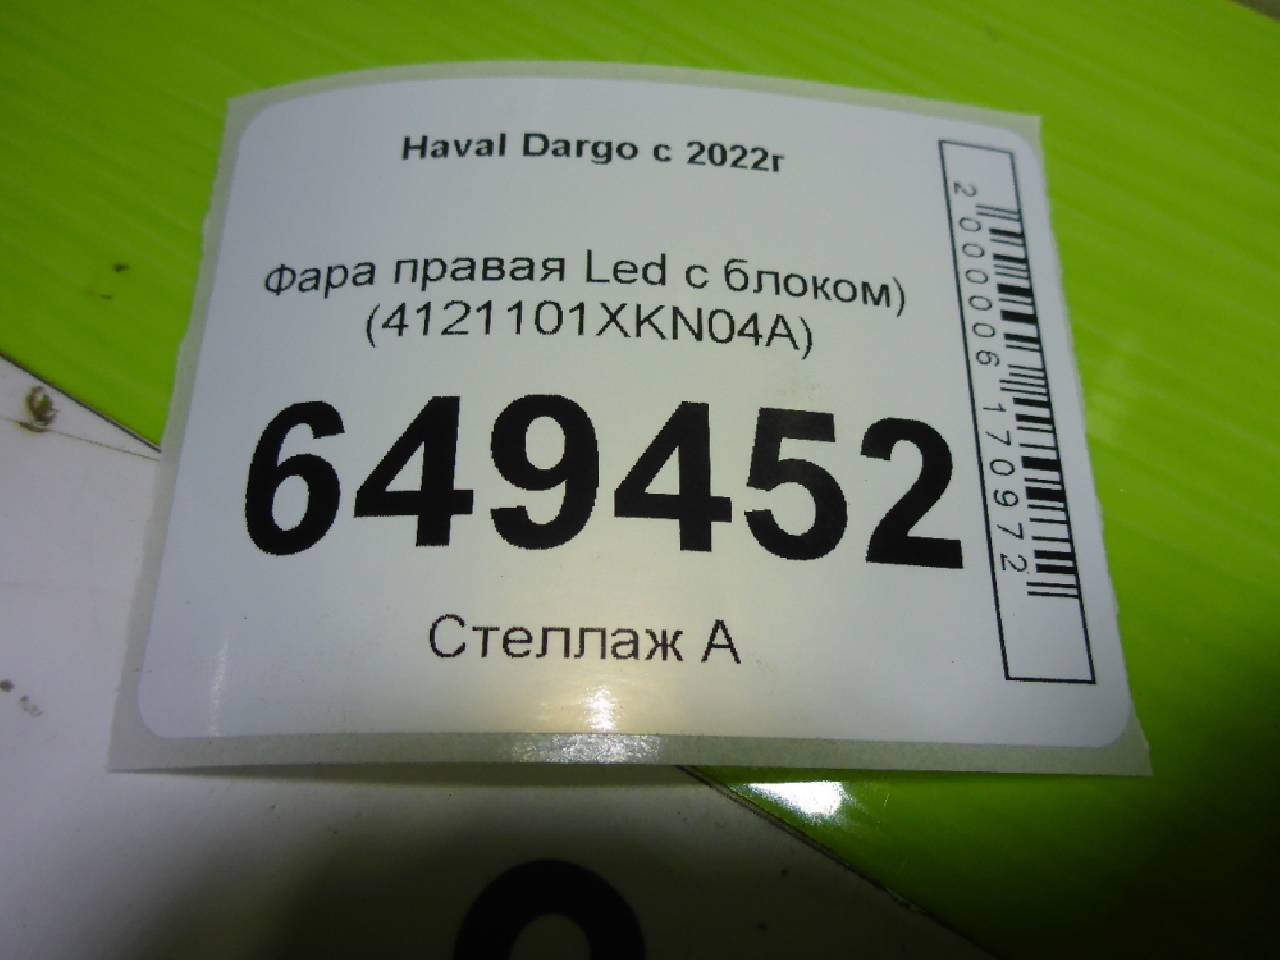 Haval Dargo с 2022г
Фара правая Led с блоком)
(4121101XKN04A)
649452
Стеллаж А
2000006170972